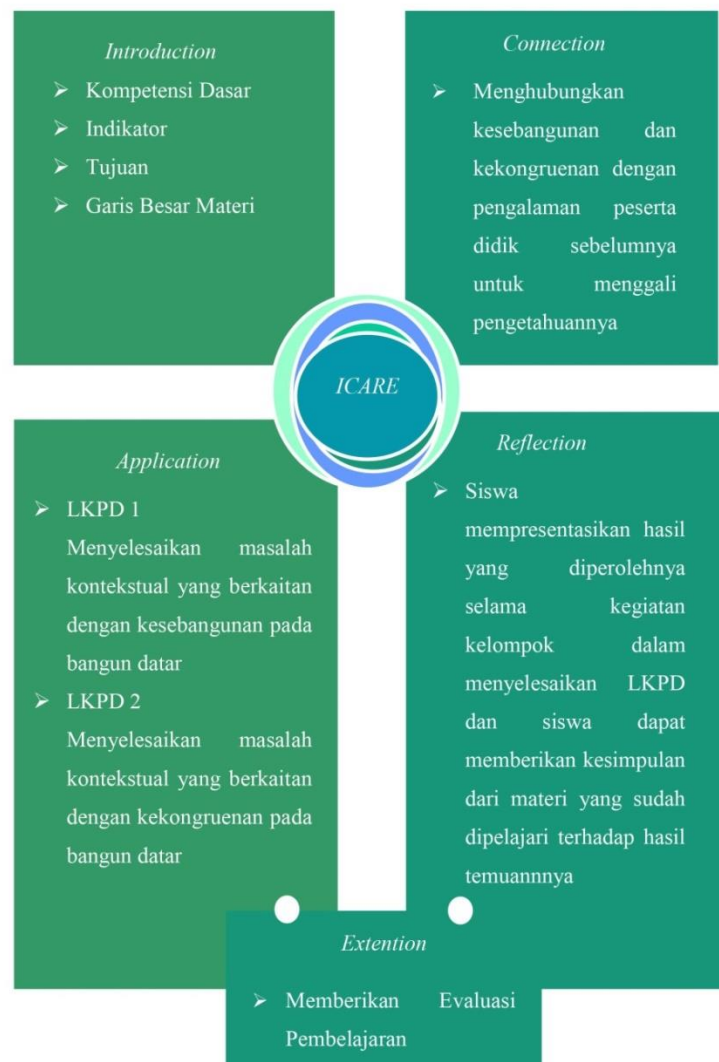 Introduction
➢ Kompetensi Dasar
➢ Indikator
➢ Tujuan
➢ Garis Besar Materi
Connection
➢ Menghubungkan
kesebangunan dan
kekongruenan dengan
pengalaman peserta
didik sebelumnya
untuk menggali
pengetahuannya
ICARE
Application
➢ LKPD 1
Menyelesaikan masalah
kontekstual yang berkaitan
dengan kesebangunan pada
bangun datar
➢ LKPD 2
Menyelesaikan masalah
kontekstual yang berkaitan
dengan kekongruenan pada
bangun datar
Reflection
➢ Siswa
mempresentasikan hasil
yang diperolehnya
selama kegiatan
kelompok dalam
menyelesaikan LKPD
dan siswa dapat
memberikan kesimpulan
dari materi yang sudah
dipelajari terhadap hasil
temuannnya
Extention
➢ Memberikan Evaluasi
Pembelajaran